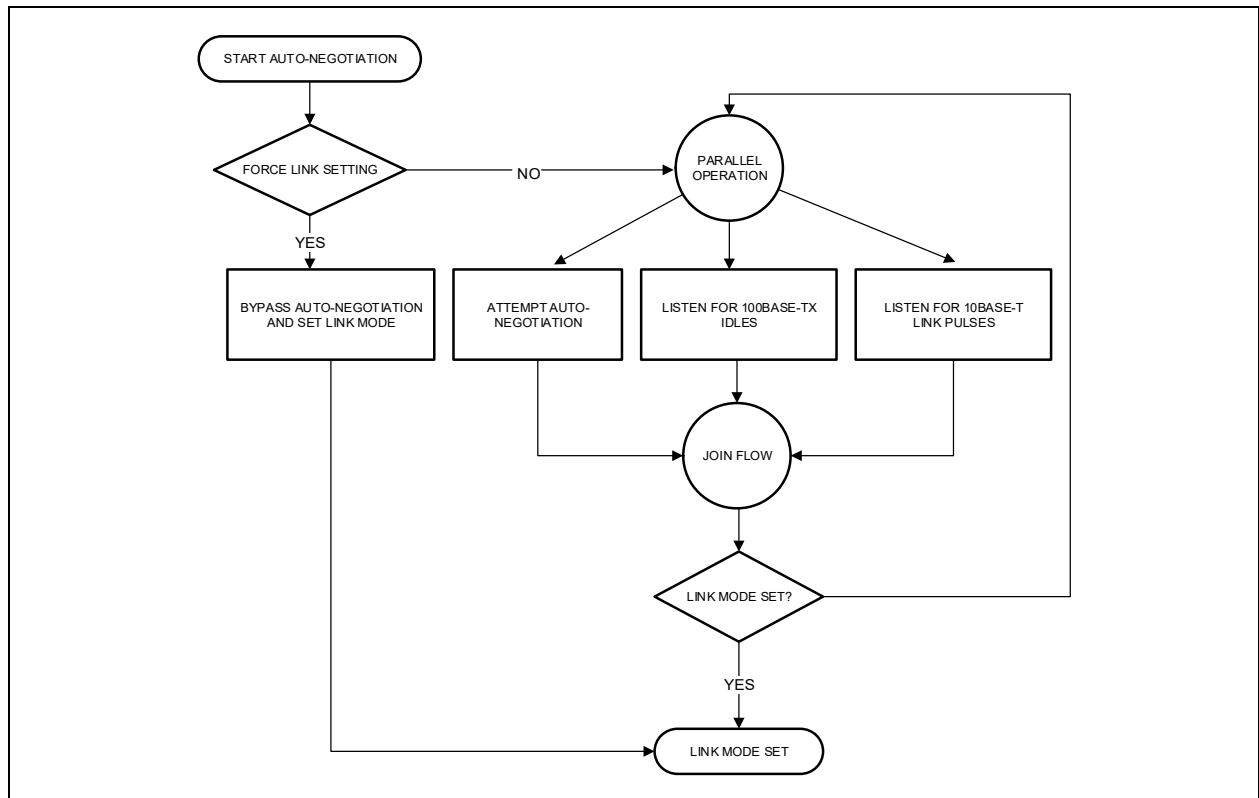 START AUTO-NEGOTIATION
FORCE LINK SETTING
NO
PARALLEL
OPERATION
YES
BYPASS AUTO-NEGOTIATION
AND SET LINK MODE
ATTEMPT AUTO-
NEGOTIATION
LISTEN FOR 100BASE-TX
IDLES
LISTEN FOR 10BASE-T
LINK PULSES
JOIN FLOW
LINK MODE SET?
YES
LINK MODE SET